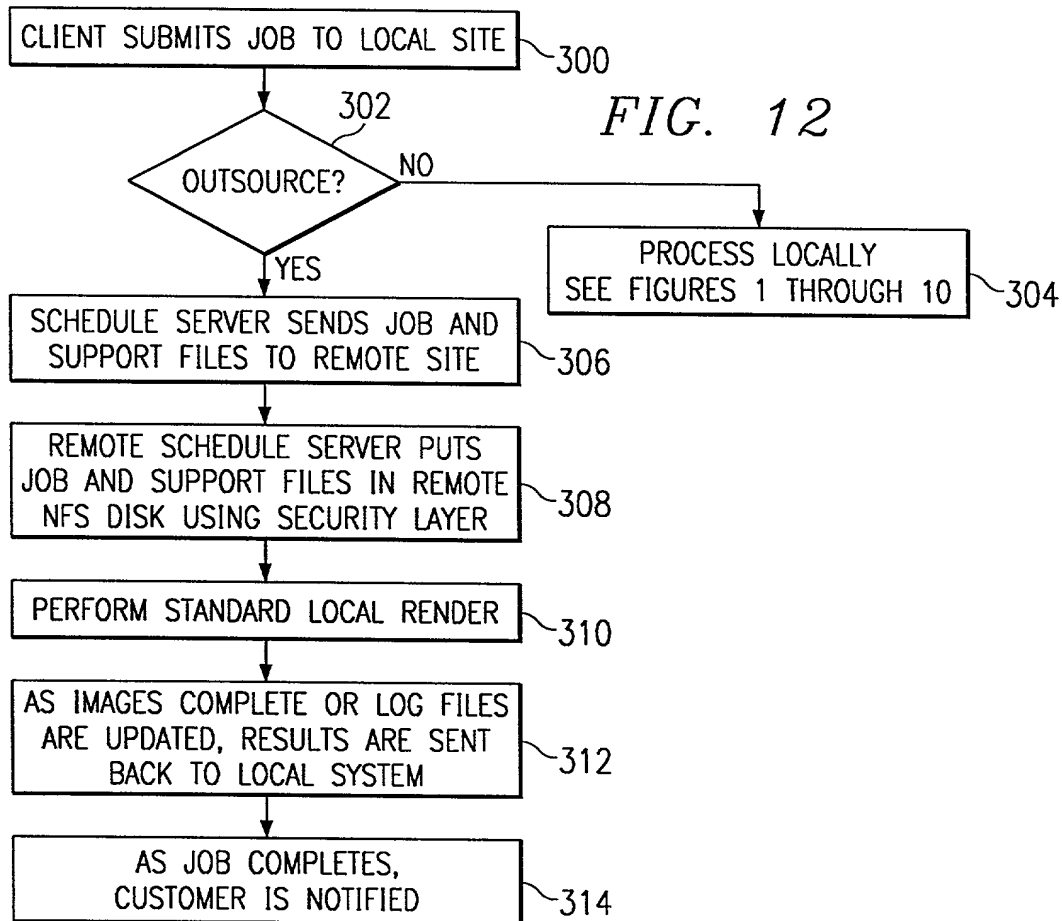 CLIENT SUBMITS JOB TO LOCAL SITE
300
FIG. 12
302
OUTSOURCE?
NO
YES
PROCESS LOCALLY
SEE FIGURES 1 THROUGH 10
304
SCHEDULE SERVER SENDS JOB AND
SUPPORT FILES TO REMOTE SITE
306
REMOTE SCHEDULE SERVER PUTS
JOB AND SUPPORT FILES IN REMOTE
NFS DISK USING SECURITY LAYER
308
PERFORM STANDARD LOCAL RENDER
310
AS IMAGES COMPLETE OR LOG FILES
ARE UPDATED, RESULTS ARE SENT
BACK TO LOCAL SYSTEM
312
AS JOB COMPLETES,
CUSTOMER IS NOTIFIED
314